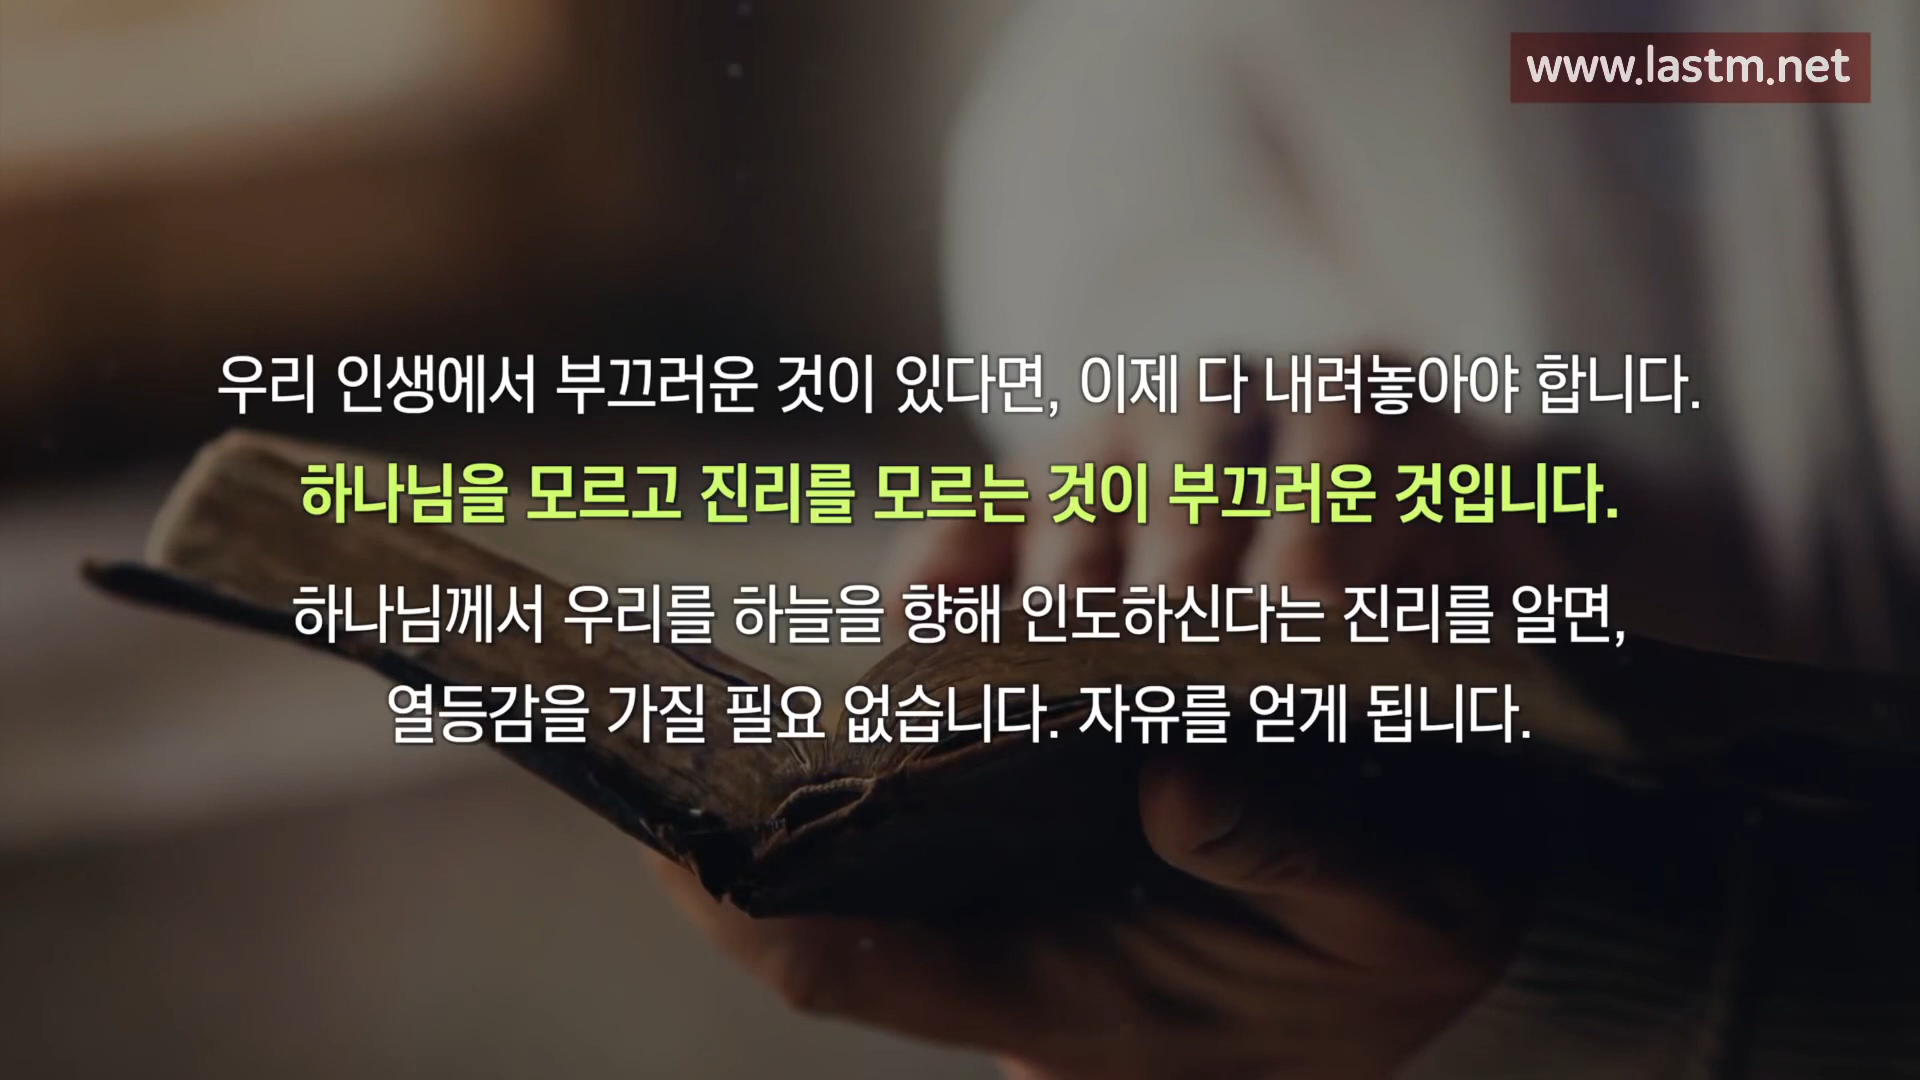 www.lastm.net
우리 인생에서 부끄러운 것이 있다면, 이제 다 내려놓아야 합니다.
하나님을 모르고 진리를 모르는 것이 부끄러운 것입니다.
하나님께서 우리를 하늘을 향해 인도하신다는 진리를 알면,
열등감을 가질 필요 없습니다. 자유를 얻게 됩니다.